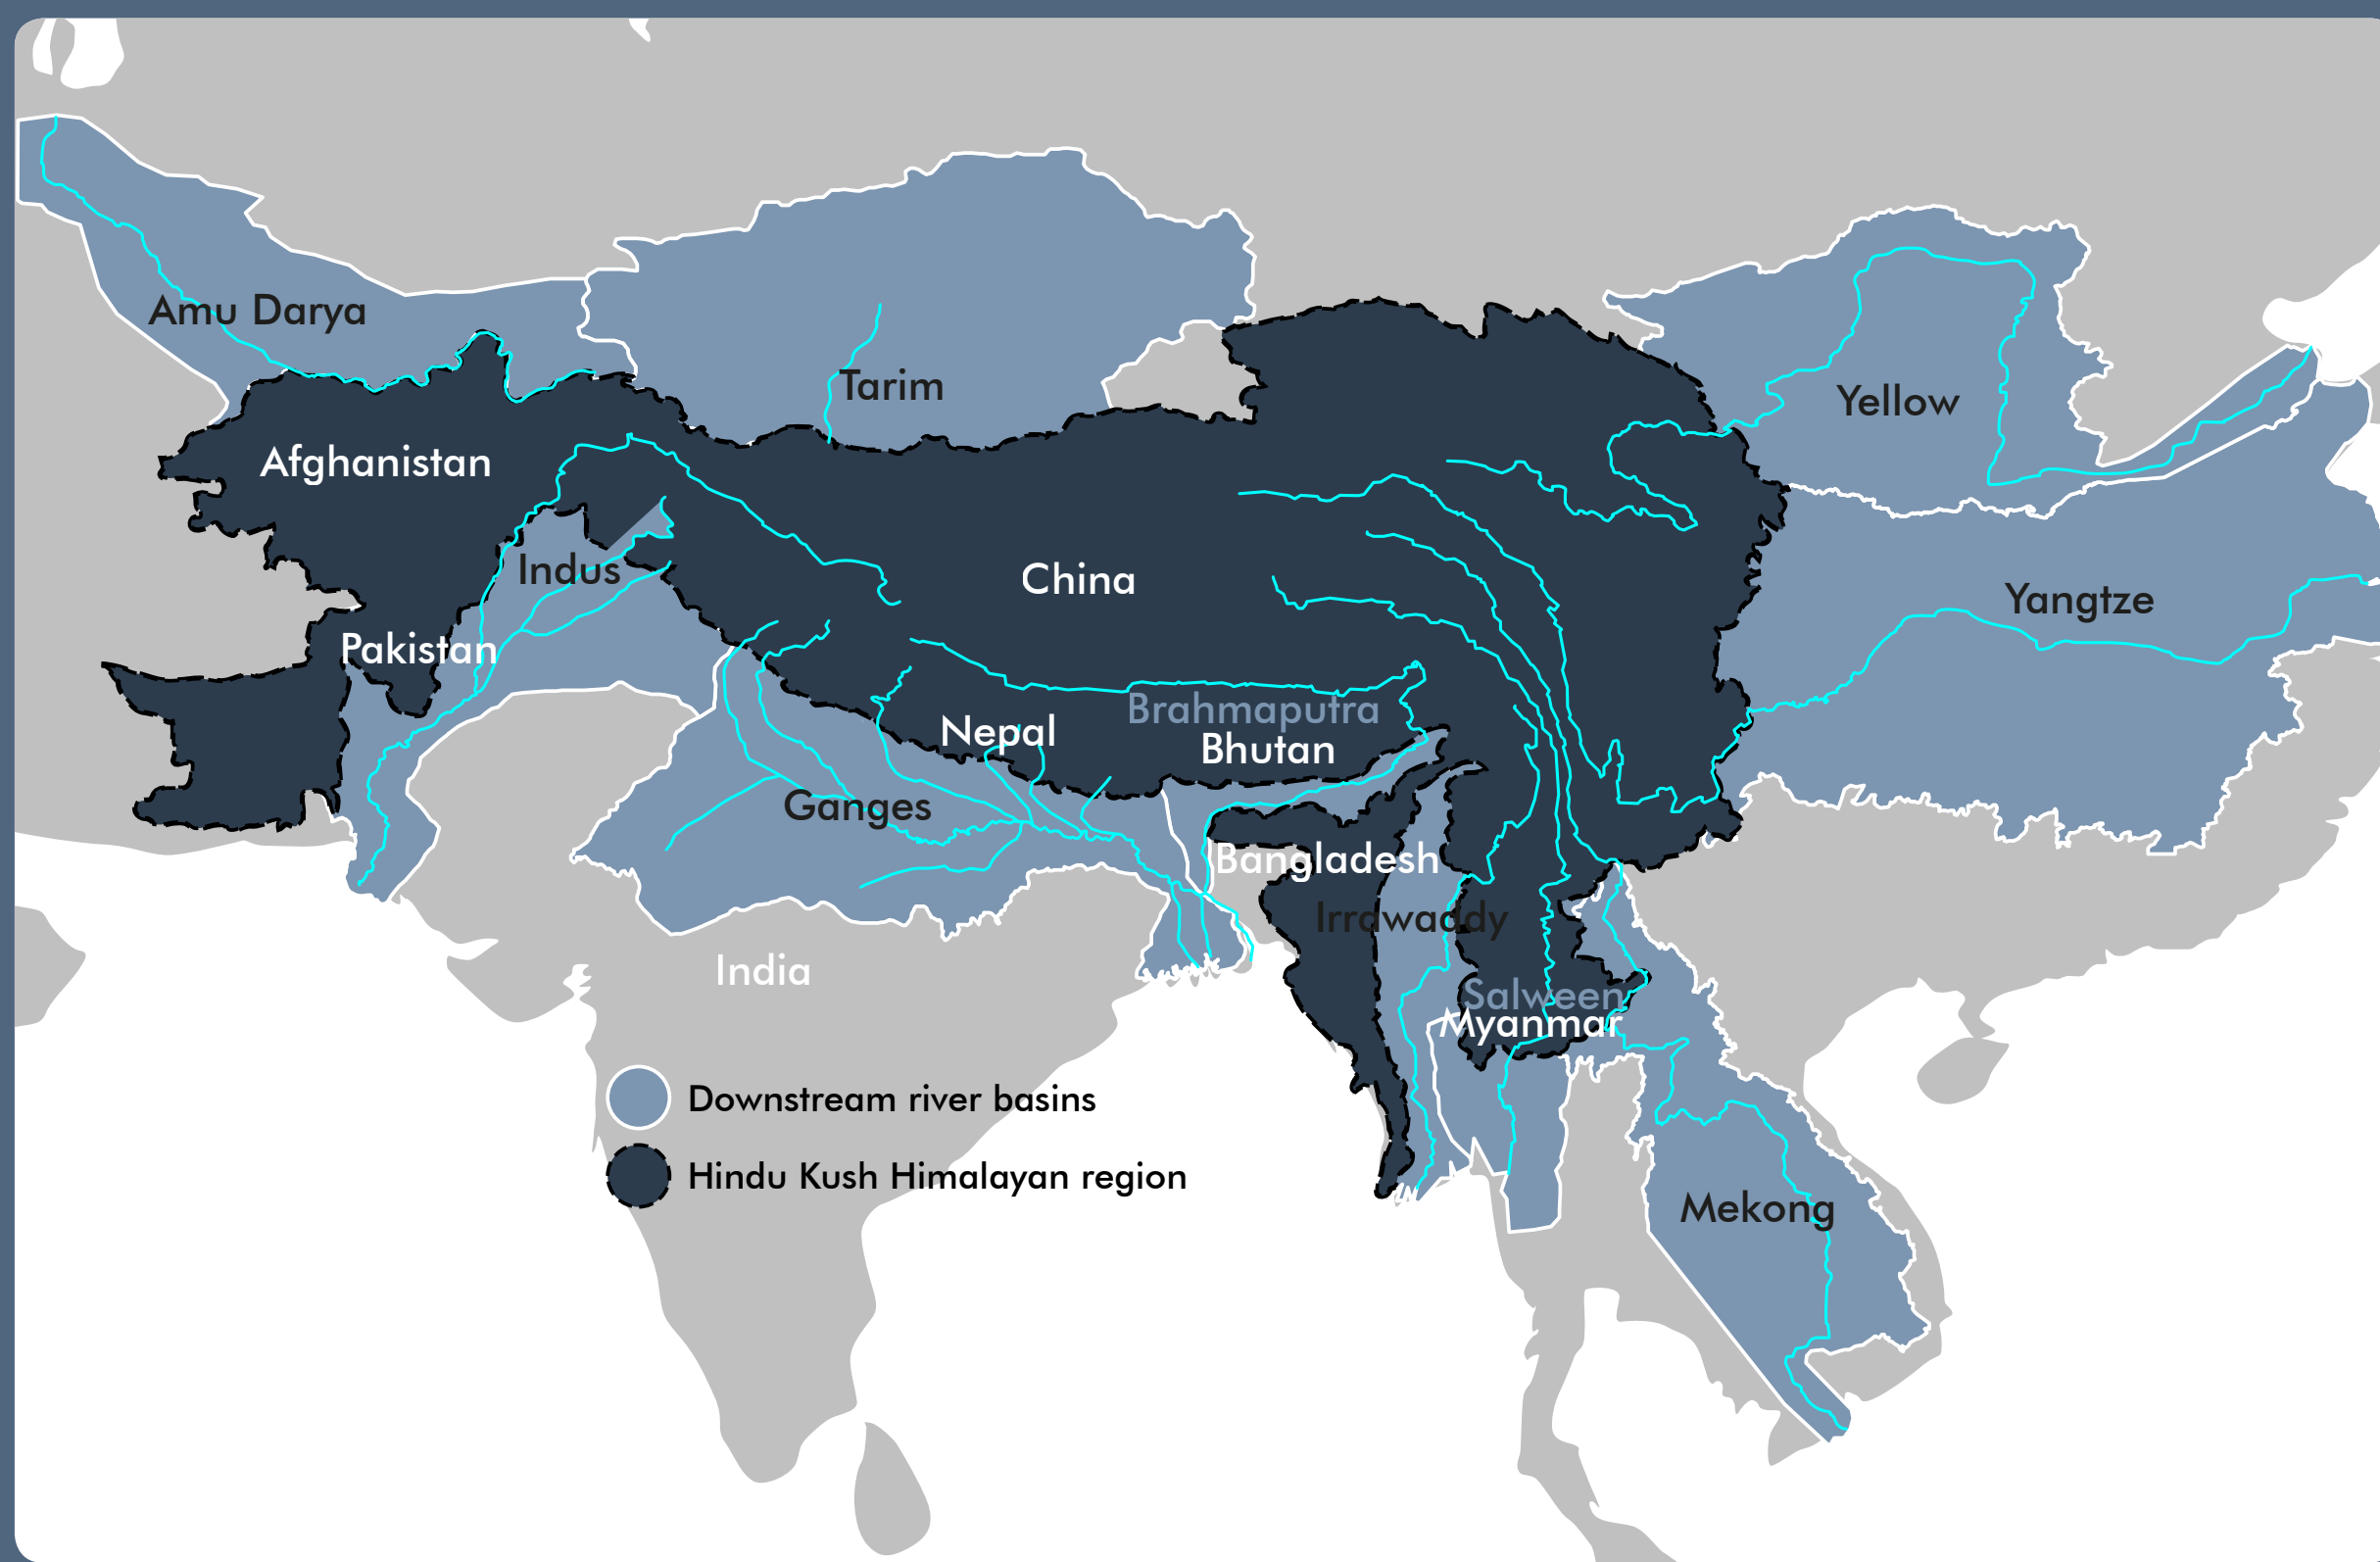 Amu Darya
Tarim
Yellow
Afghanistan
Indus
China
Yangtze
Pakistan
Brahmaputra
Nepal
Bhutan
Ganges
Bangladesh
Irrawaddy
India
Salween
Myanmar
Downstream river basins
Hindu Kush Himalayan region
Mekong